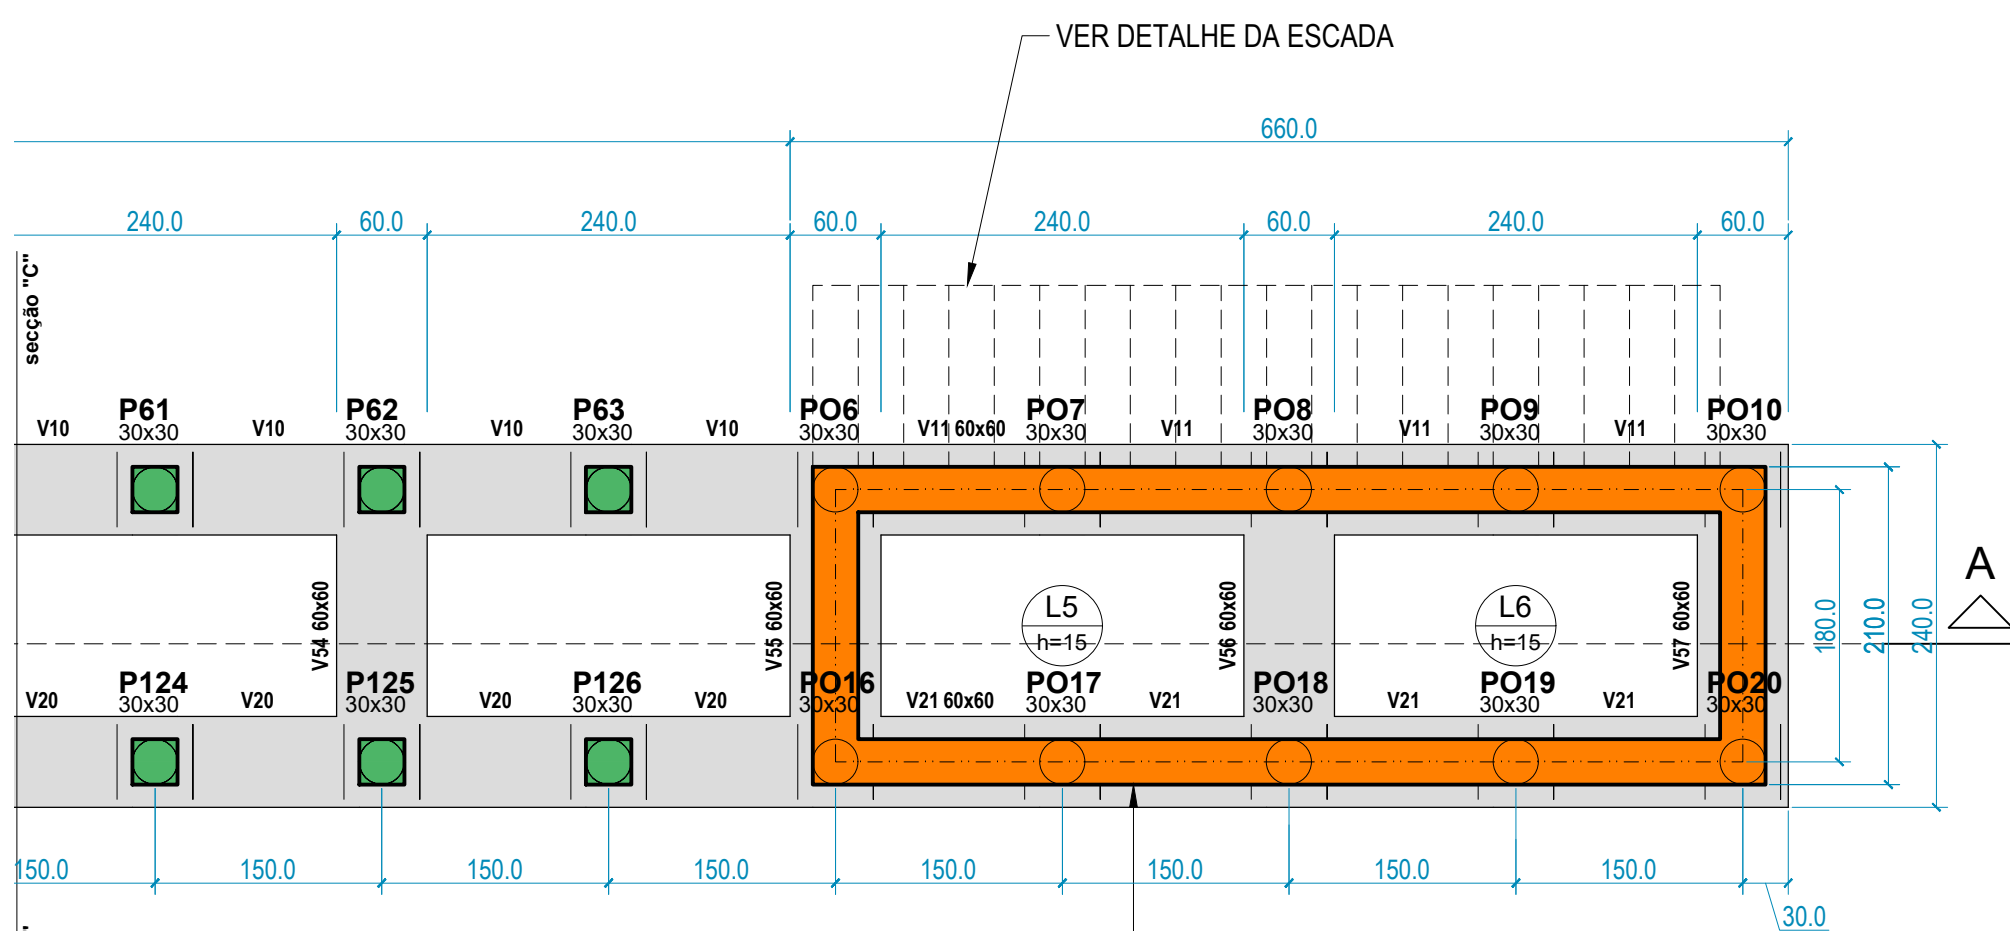 VER DETALHE DA ESCADA
660.0
240.0 60.0 240.0 60.0 240.0 60.0 240.0 60.0
secção "C"
P61 P62 P63 PO6 PO7 PO8 PO9 PO10
30x30 30x30 30x30 30x30 30x30 30x30 30x30 30x30
V10 V10 V10 V10 V11 60x60 V11 V11 V11
V54 60x60
V55 60x60
L5
h=15
V56 60x60
L6
h=15
V57 60x60
180.0
210.0
240.0
A
P124 P125 P126 PO16 PO17 PO18 PO19 PO20
30x30 30x30 30x30 30x30 30x30 30x30 30x30 30x30
V20 V20 V20 V20 V21 60x60 V21 V21 V21
150.0 150.0 150.0 150.0 150.0 150.0 150.0 150.0
30.0